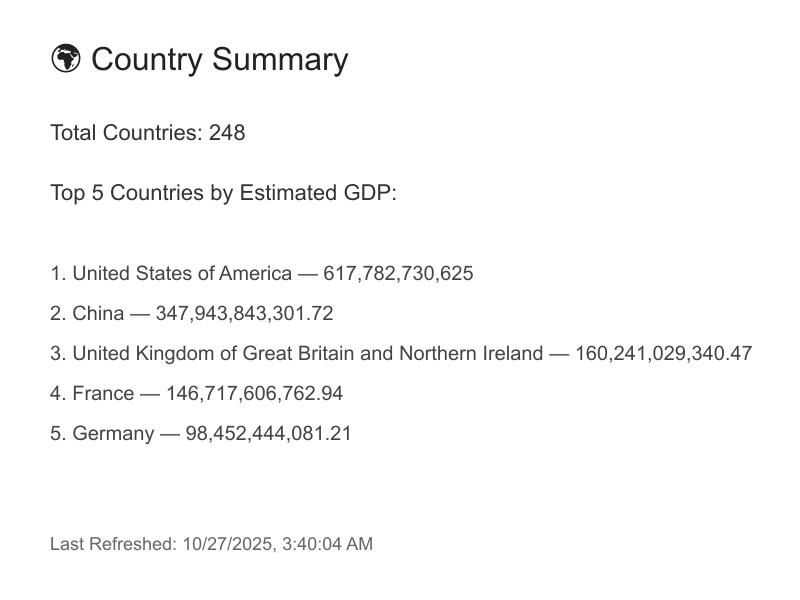 🌍 Country Summary
Total Countries: 248
Top 5 Countries by Estimated GDP:
1. United States of America — 617,782,730,625
2. China — 347,943,843,301.72
3. United Kingdom of Great Britain and Northern Ireland — 160,241,029,340.47
4. France — 146,717,606,762.94
5. Germany — 98,452,444,081.21
Last Refreshed: 10/27/2025, 3:40:04 AM